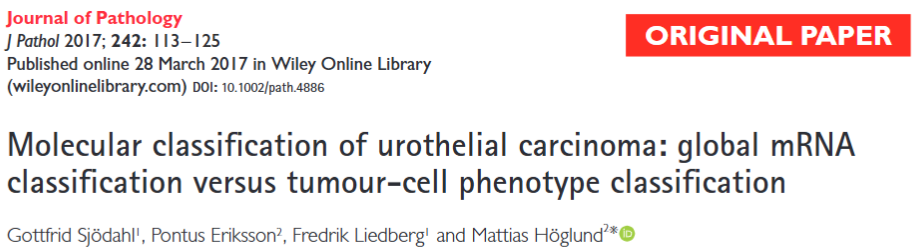 Journal of Pathology
J Pathol 2017; 242: 113–125
Published online 28 March 2017 in Wiley Online Library
(wileyonlinelibrary.com) DOI: 10.1002/path.4886
ORIGINAL PAPER
Molecular classification of urothelial carcinoma: global mRNA
classification versus tumour-cell phenotype classification
Gottfrid Sjödahl¹, Pontus Eriksson², Fredrik Liedberg¹ and Mattias Höglund²* iD